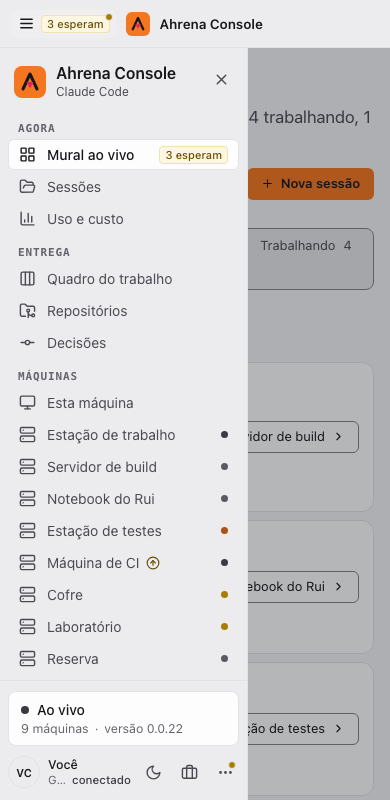 3 esperam
Ahrena Console
Ahrena Console
Claude Code
AGORA
Mural ao vivo 3 esperam
Sessões
Uso e custo
ENTREGA
Quadro do trabalho
Repositórios
Decisões
MÁQUINAS
Esta máquina
Estação de trabalho
Servidor de build
Notebook do Rui
Estação de testes
Máquina de CI
Cofre
Laboratório
Reserva
Ao vivo
9 máquinas · versão 0.0.22
VC
Você
G... conectado
4 trabalhando, 1
+ Nova sessão
Trabalhando 4
vidor de build
ebook do Rui
ção de testes